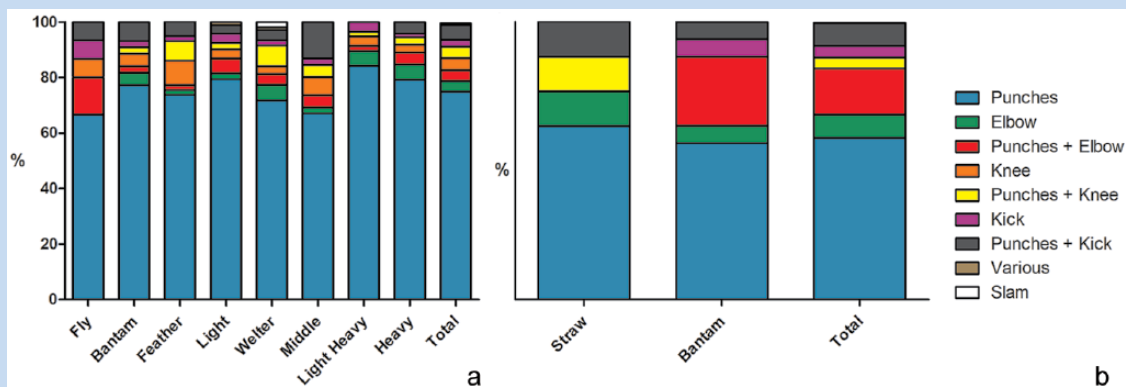 100
80
60
%
40
20
0
Fly
Bantam
Feather
Light
Welter
Middle
Light Heavy
Heavy
Total
a
%
Straw
Bantam
Total
b
Punches
Elbow
Punches + Elbow
Knee
Punches + Knee
Kick
Punches + Kick
Various
Slam